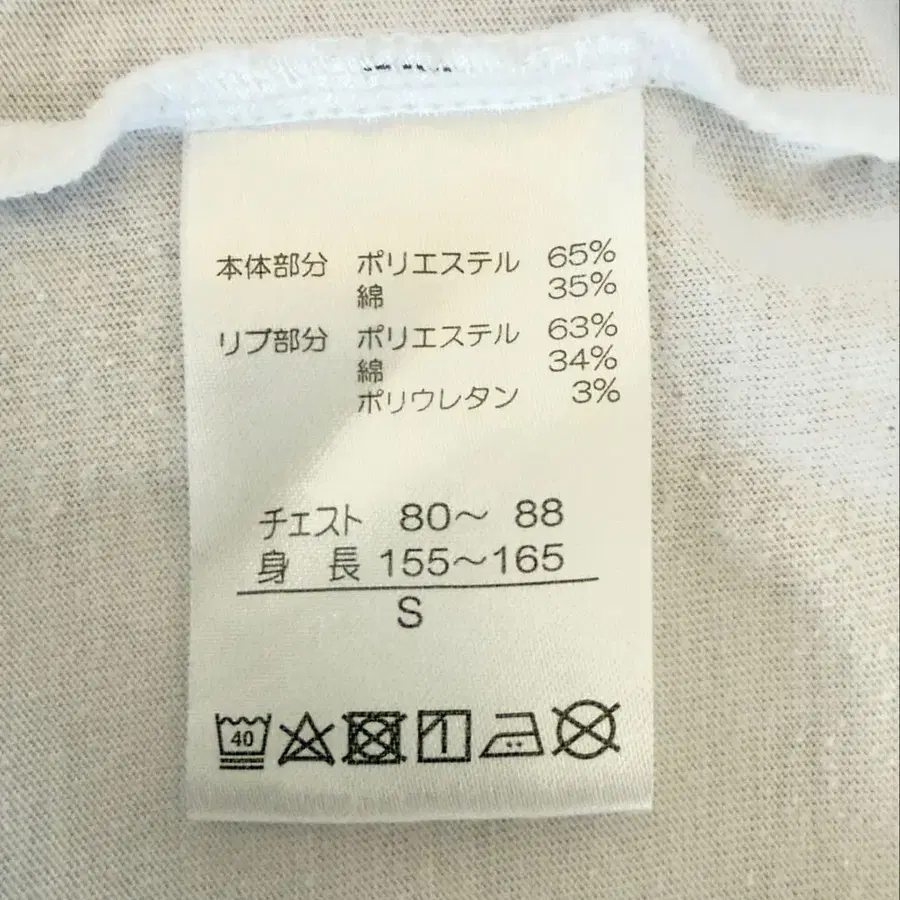 本体部分 ポリエステル 65%
綿 35%
リブ部分 ポリエステル 63%
綿 34%
ポリウレタン 3%
チェスト 80〜 88
身 長 155〜165
S
40